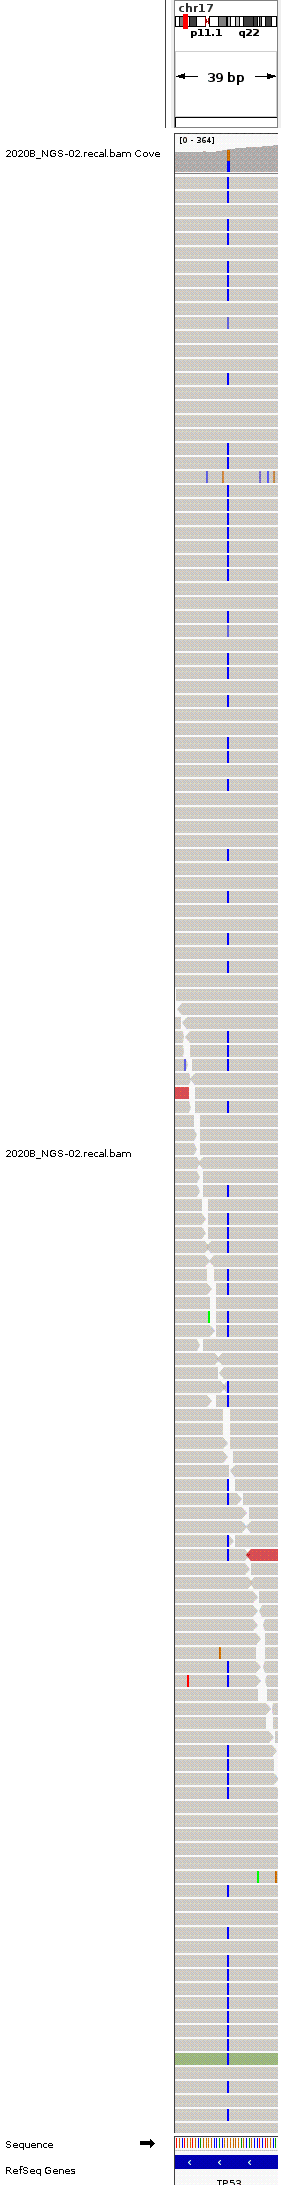 chr17
p11.1 q22
39 bp
[0 - 364]
2020B_NGS-02.recal.bam Cove
2020B_NGS-02.recal.bam
Sequence
RefSeq Genes
TP53